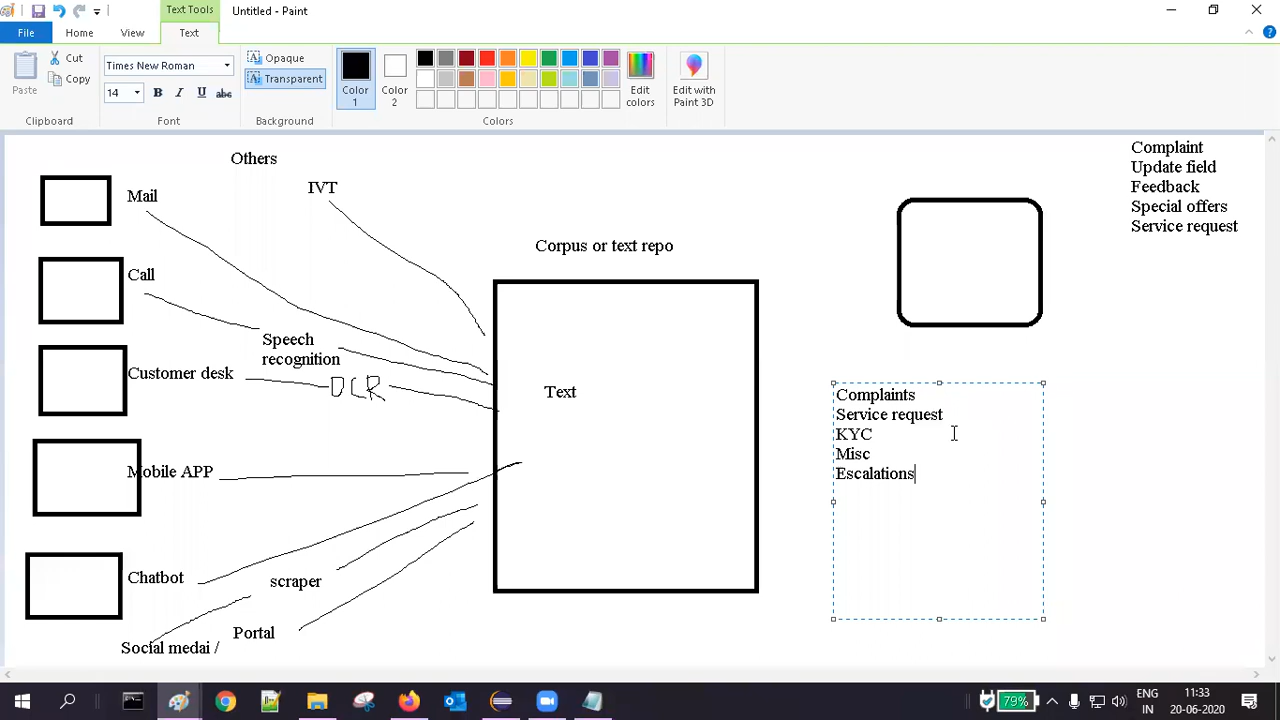 Text Tools
Untitled - Paint
File
Home
View
Text
Paste
Cut
Copy
Clipboard
Times New Roman
14
B I U abc
Font
Opaque
Transparent
Background
Color 1
Color 2
Edit colors
Colors
Edit with Paint 3D
Others
IVT
Mail
Call
Speech
recognition
Customer desk
OCR
Mobile APP
Chatbot
scraper
Social medai /
Portal
Corpus or text repo
Text
Complaint
Update field
Feedback
Special offers
Service request
Complaints
Service request
KYC
Misc
Escalations
79%
ENG
IN
11:33
20-06-2020